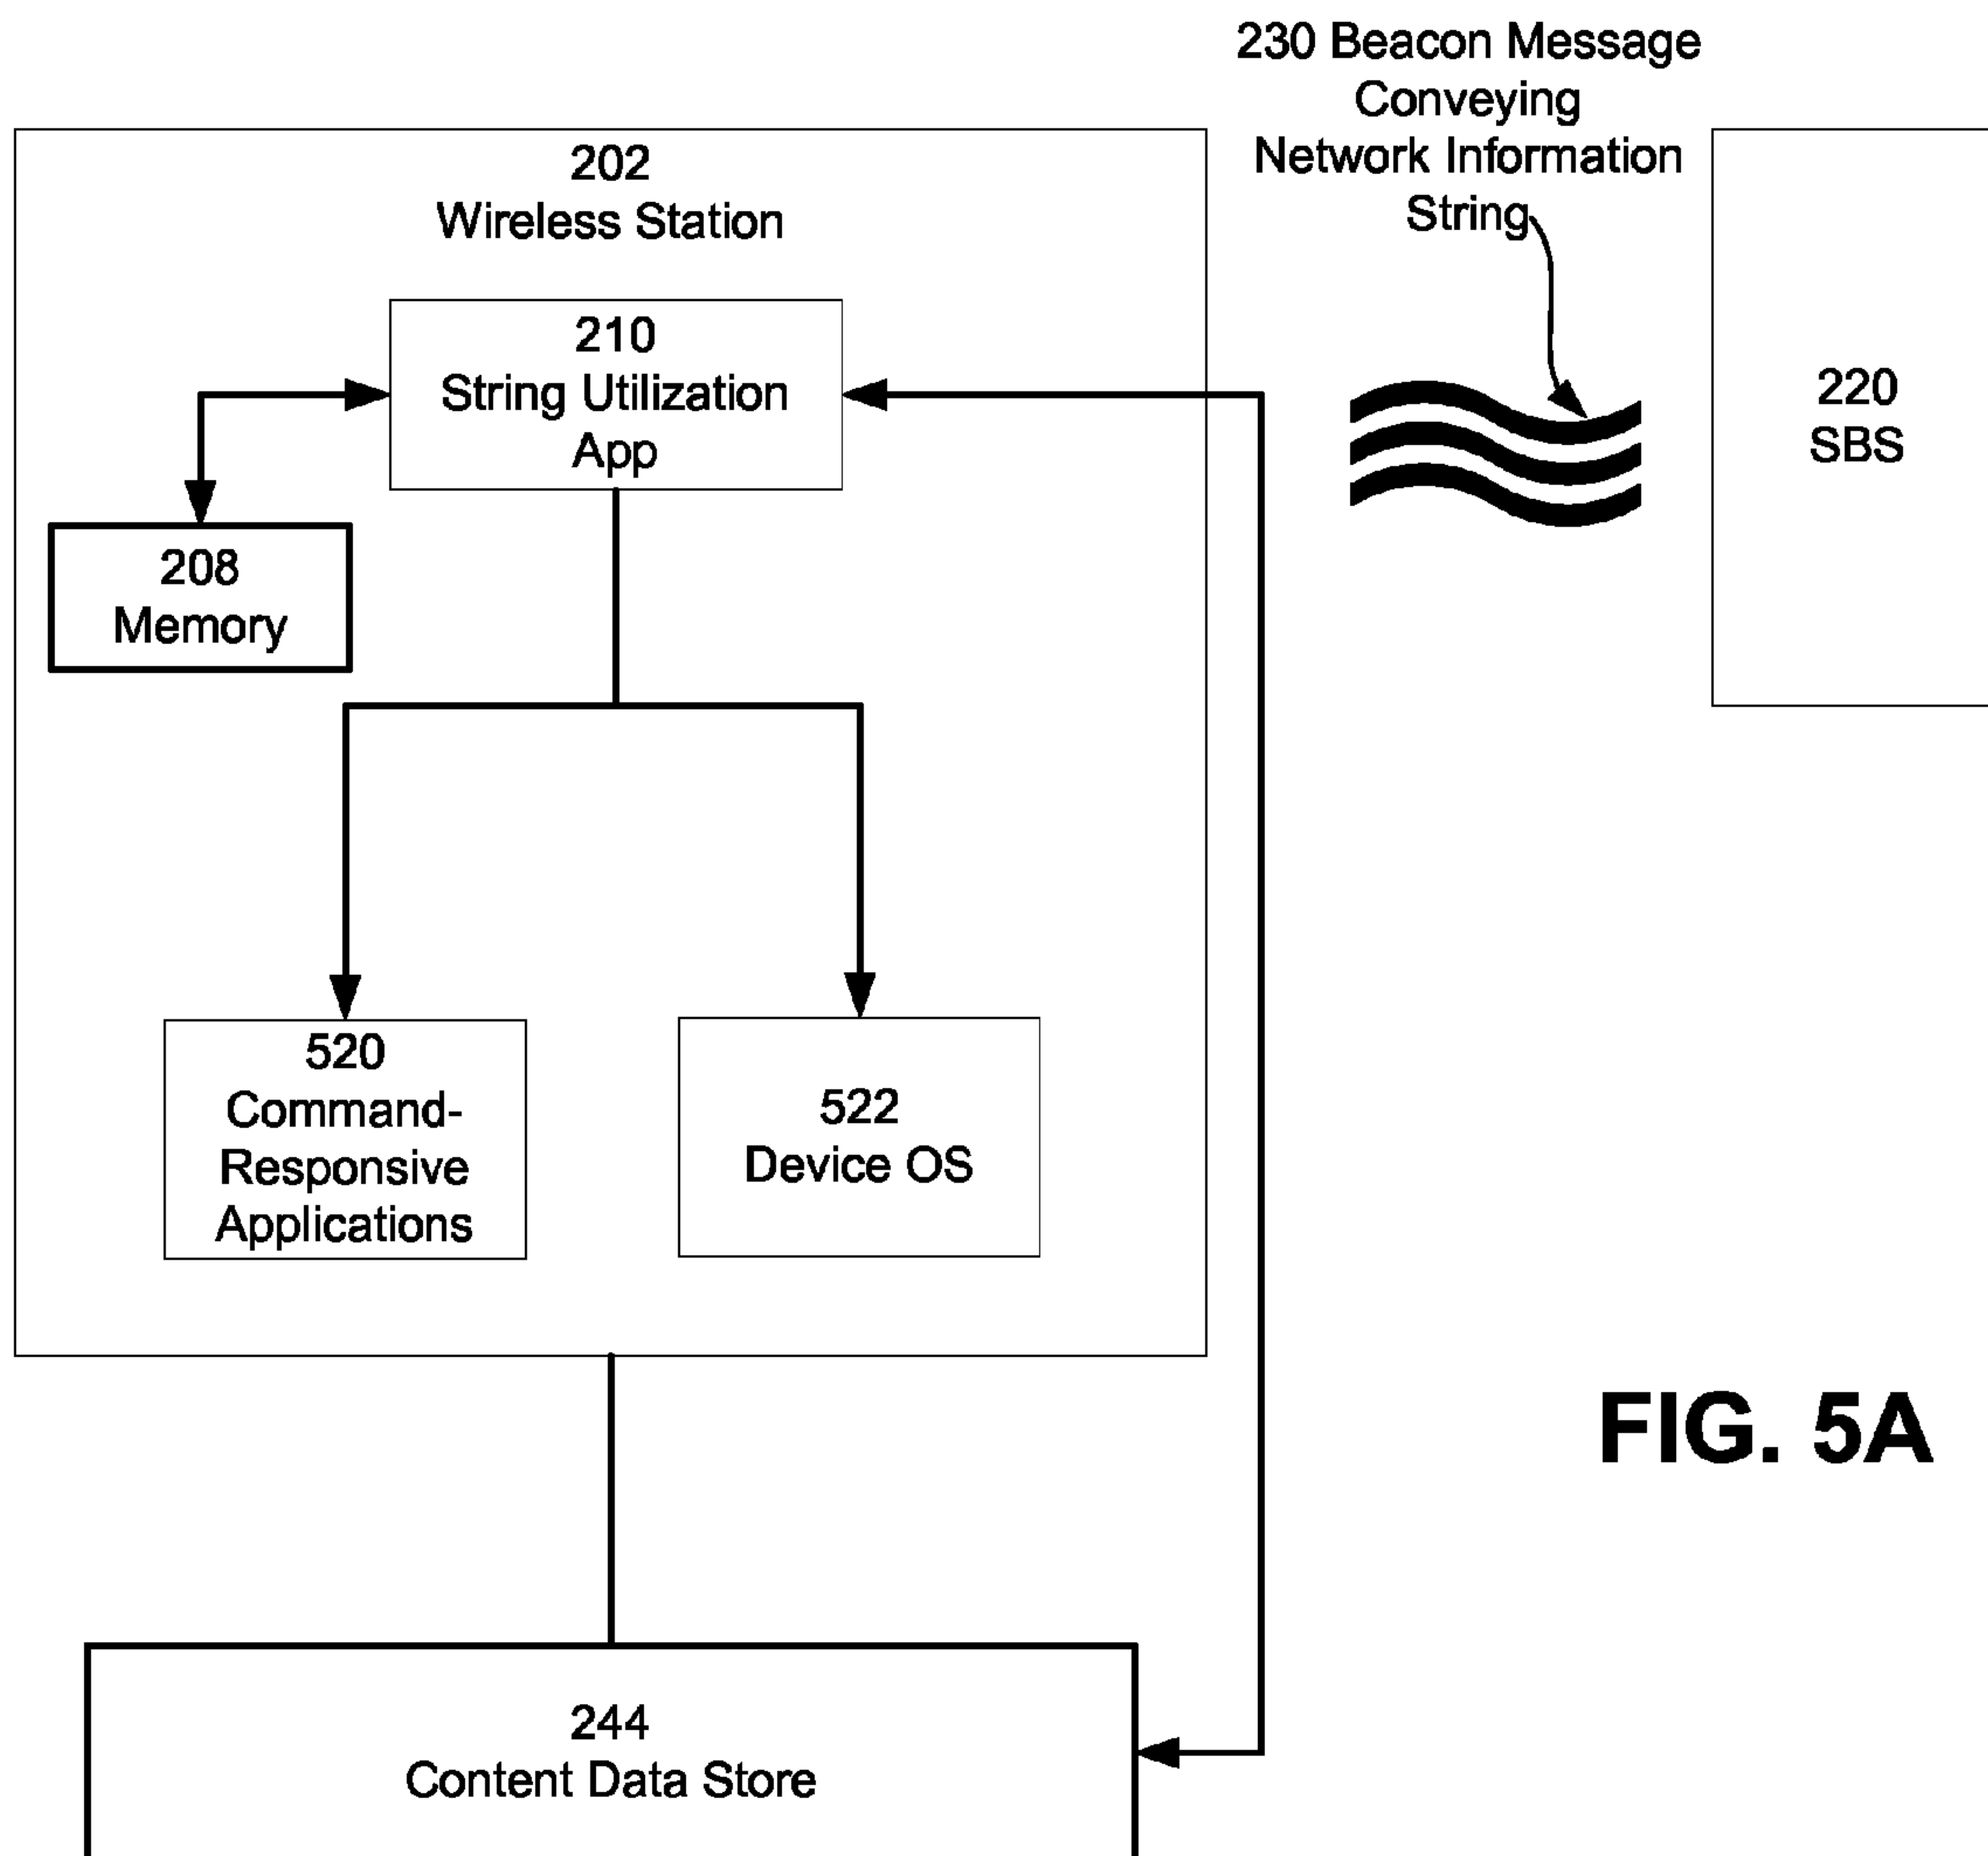 230 Beacon Message
Conveying
Network Information
String
202
Wireless Station
210
String Utilization
App
220
SBS
208
Memory
520
Command-
Responsive
Applications
522
Device OS
FIG. 5A
244
Content Data Store